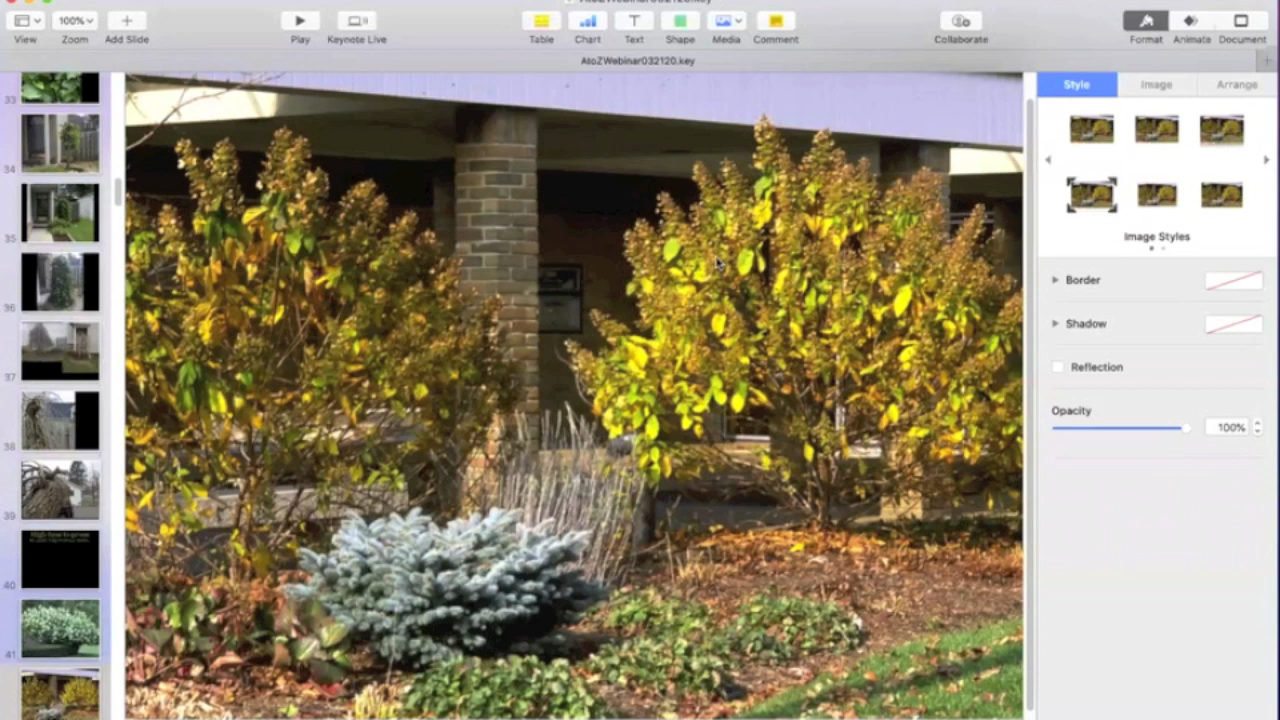 AtoZWebinar032120.key
100%
View
Zoom
Add Slide
Play
Keynote Live
Table
Chart
Text
Shape
Media
Comment
Collaborate
Format
Animate
Document
AtoZWebinar032120.key
Style
Image
Arrange
Image Styles
Border
Shadow
Reflection
Opacity
100%
33
34
35
36
37
38
39
40
41